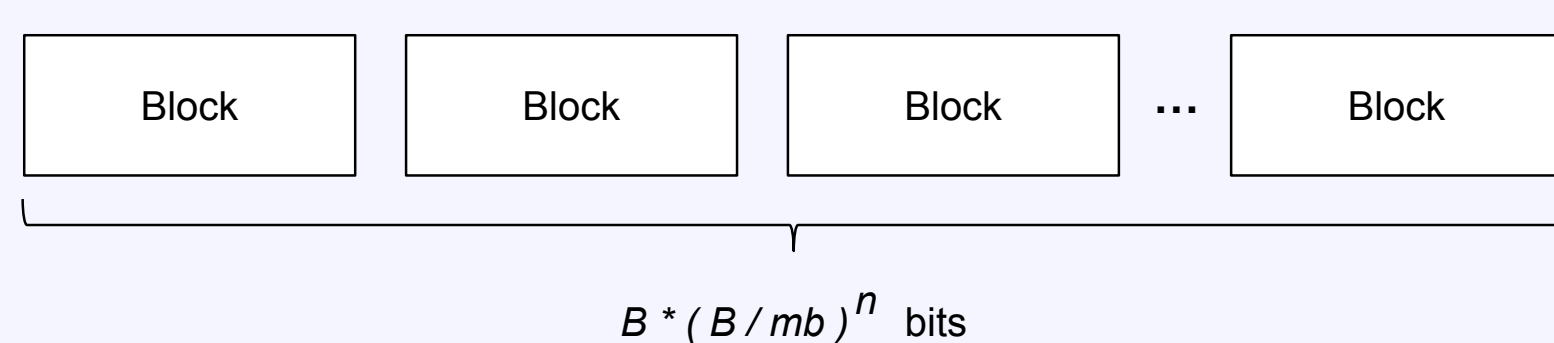 Block Block Block ... Block
B * ( B / mb )^n bits